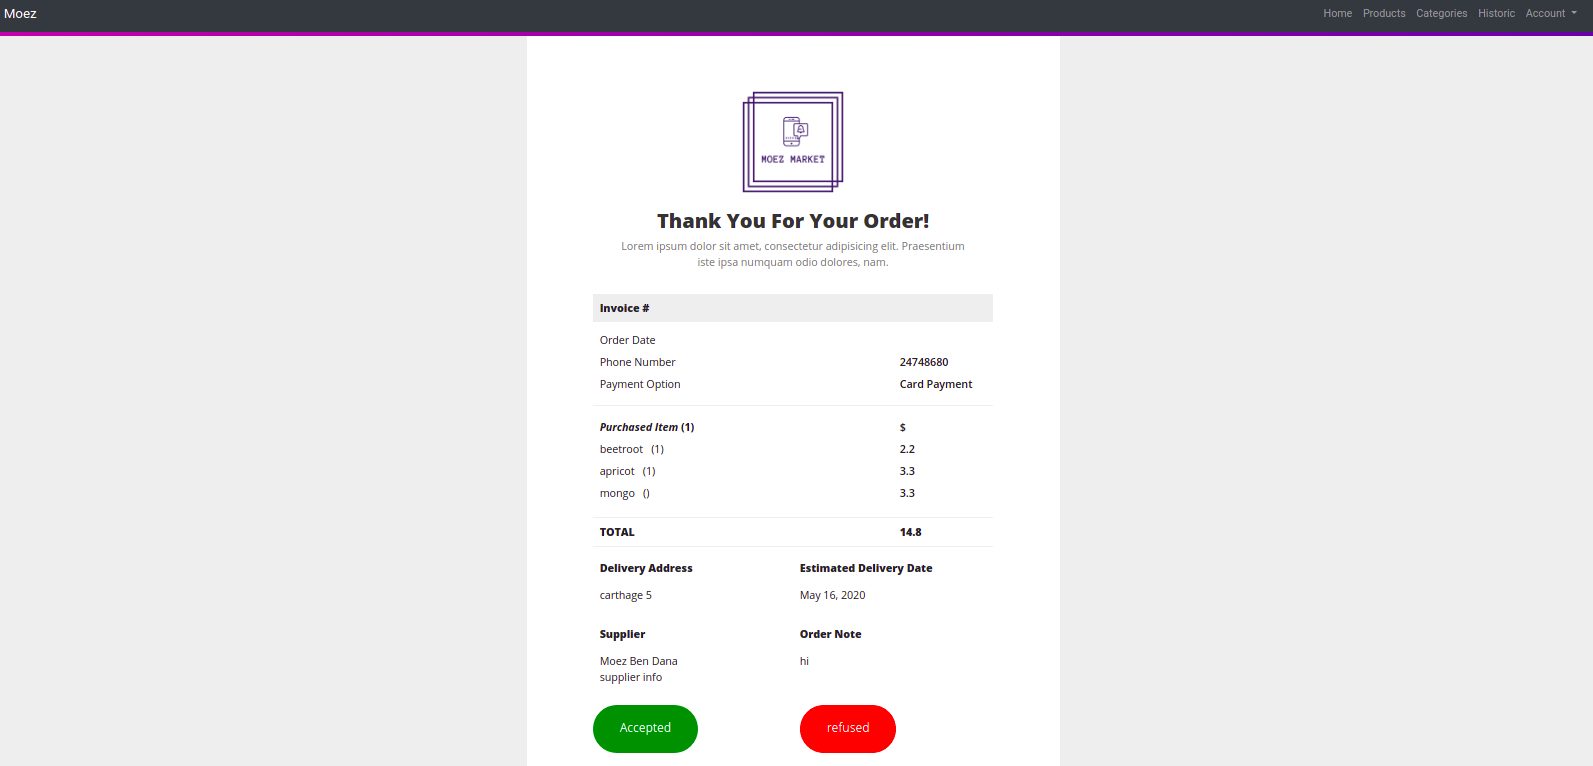 Moez
Home Products Categories Historic Account
MOEZ MARKET
Thank You For Your Order!
Lorem ipsum dolor sit amet, consectetur adipisicing elit. Praesentium
iste ipsa numquam odio dolores, nam.
Invoice #
Order Date
Phone Number 24748680
Payment Option Card Payment
Purchased Item (1) $
beetroot (1) 2.2
apricot (1) 3.3
mongo () 3.3
TOTAL 14.8
Delivery Address Estimated Delivery Date
carthage 5 May 16, 2020
Supplier Order Note
Moez Ben Dana hi
supplier info
Accepted refused